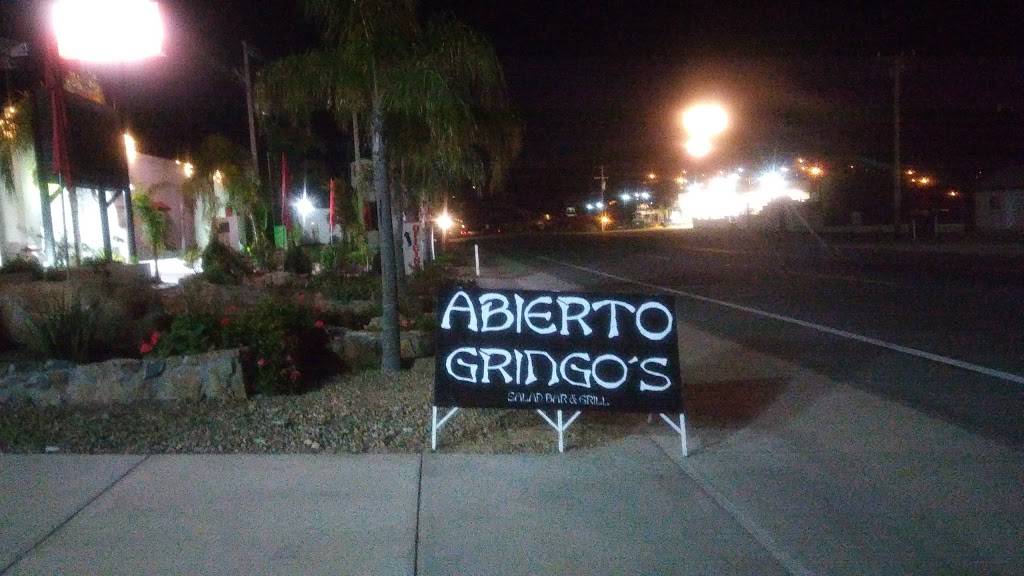 ABIERTO
GRINGO´S
SALAD BAR & GRILL